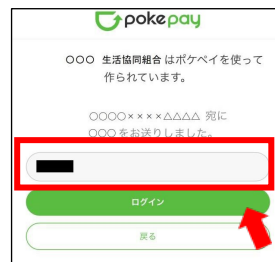 pokepay
〇〇〇 生活協同組合 はポケペイを使って
作られています。
〇〇〇〇××××△△△△ 宛に
〇〇〇をお送りしました。
ログイン
戻る